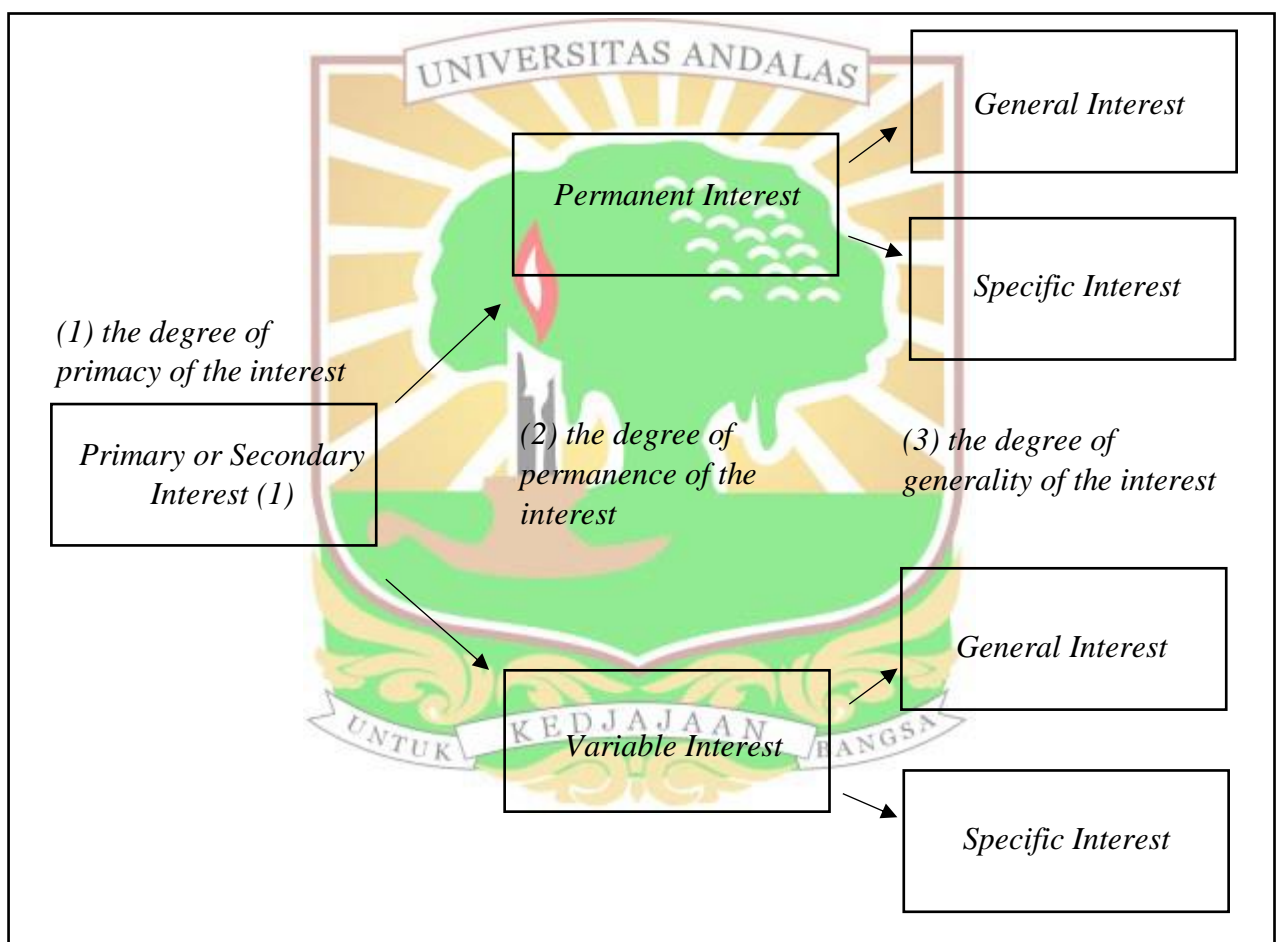 UNIVERSITAS ANDALAS
General Interest
Permanent Interest
Specific Interest
(1) the degree of
primacy of the interest
Primary or Secondary
Interest (1)
(2) the degree of
permanence of the
interest
(3) the degree of
generality of the interest
General Interest
UNTUK KEDJAJAAN BANGSA
Variable Interest
Specific Interest